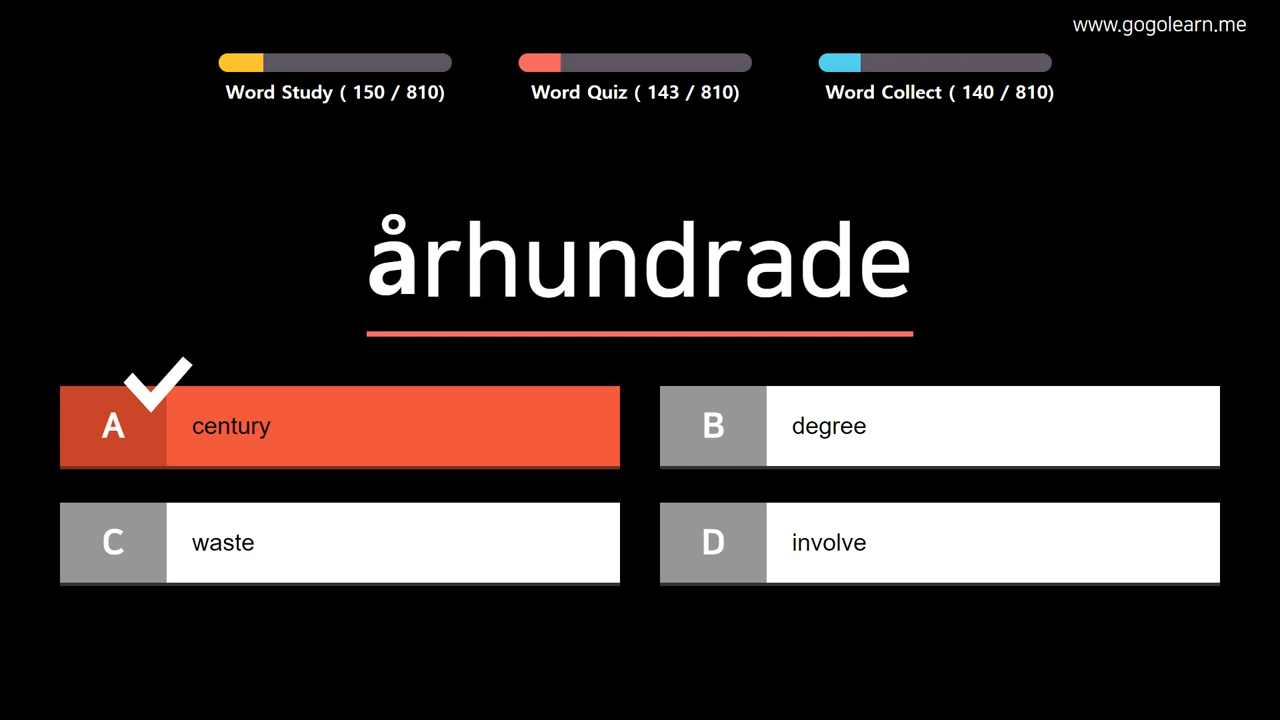 www.gogolearn.me
Word Study ( 150 / 810)
Word Quiz ( 143 / 810)
Word Collect ( 140 / 810)
århundrade
A
century
B
degree
C
waste
D
involve